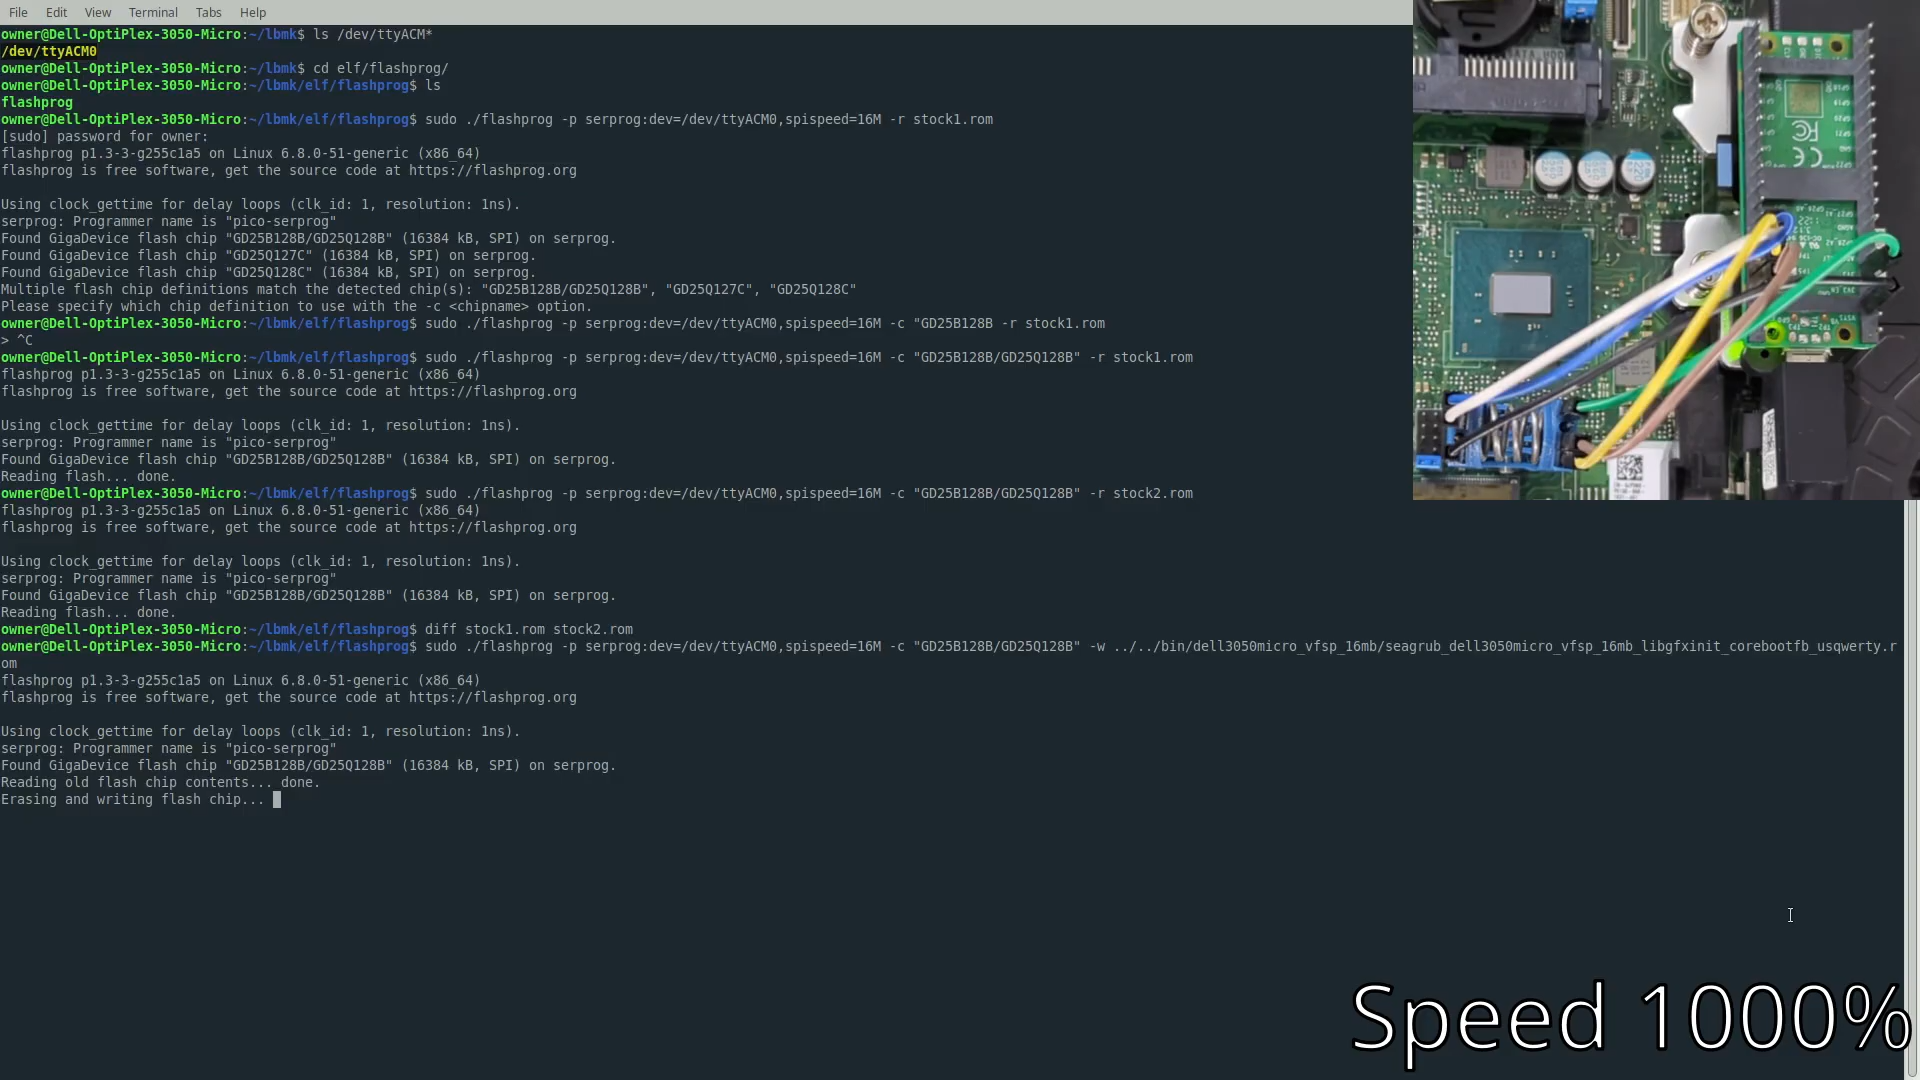 File Edit View Terminal Tabs Help
owner@Dell-OptiPlex-3050-Micro:~/lbmk$ ls /dev/ttyACM*
/dev/ttyACM0
owner@Dell-OptiPlex-3050-Micro:~/lbmk$ cd elf/flashprog/
owner@Dell-OptiPlex-3050-Micro:~/lbmk/elf/flashprog$ ls
flashprog
owner@Dell-OptiPlex-3050-Micro:~/lbmk/elf/flashprog$ sudo ./flashprog -p serprog:dev=/dev/ttyACM0,spispeed=16M -r stock1.rom
[sudo] password for owner:
flashprog p1.3-3-g255c1a5 on Linux 6.8.0-51-generic (x86_64)
flashprog is free software, get the source code at https://flashprog.org
Using clock_gettime for delay loops (clk_id: 1, resolution: 1ns).
serprog: Programmer name is "pico-serprog"
Found GigaDevice flash chip "GD25B128B/GD25Q128B" (16384 kB, SPI) on serprog.
Found GigaDevice flash chip "GD25Q127C" (16384 kB, SPI) on serprog.
Found GigaDevice flash chip "GD25Q128C" (16384 kB, SPI) on serprog.
Multiple flash chip definitions match the detected chip(s): "GD25B128B/GD25Q128B", "GD25Q127C", "GD25Q128C"
Please specify which chip definition to use with the -c <chipname> option.
owner@Dell-OptiPlex-3050-Micro:~/lbmk/elf/flashprog$ sudo ./flashprog -p serprog:dev=/dev/ttyACM0,spispeed=16M -c "GD25B128B -r stock1.rom
> ^C
owner@Dell-OptiPlex-3050-Micro:~/lbmk/elf/flashprog$ sudo ./flashprog -p serprog:dev=/dev/ttyACM0,spispeed=16M -c "GD25B128B/GD25Q128B" -r stock1.rom
flashprog p1.3-3-g255c1a5 on Linux 6.8.0-51-generic (x86_64)
flashprog is free software, get the source code at https://flashprog.org
Using clock_gettime for delay loops (clk_id: 1, resolution: 1ns).
serprog: Programmer name is "pico-serprog"
Found GigaDevice flash chip "GD25B128B/GD25Q128B" (16384 kB, SPI) on serprog.
Reading flash... done.
owner@Dell-OptiPlex-3050-Micro:~/lbmk/elf/flashprog$ sudo ./flashprog -p serprog:dev=/dev/ttyACM0,spispeed=16M -c "GD25B128B/GD25Q128B" -r stock2.rom
flashprog p1.3-3-g255c1a5 on Linux 6.8.0-51-generic (x86_64)
flashprog is free software, get the source code at https://flashprog.org
Using clock_gettime for delay loops (clk_id: 1, resolution: 1ns).
serprog: Programmer name is "pico-serprog"
Found GigaDevice flash chip "GD25B128B/GD25Q128B" (16384 kB, SPI) on serprog.
Reading flash... done.
owner@Dell-OptiPlex-3050-Micro:~/lbmk/elf/flashprog$ diff stock1.rom stock2.rom
owner@Dell-OptiPlex-3050-Micro:~/lbmk/elf/flashprog$ sudo ./flashprog -p serprog:dev=/dev/ttyACM0,spispeed=16M -c "GD25B128B/GD25Q128B" -w ../../bin/dell3050micro_vfsp_16mb/seagrub_dell3050micro_vfsp_16mb_libgfxinit_corebootfb_usqwerty.r
om
flashprog p1.3-3-g255c1a5 on Linux 6.8.0-51-generic (x86_64)
flashprog is free software, get the source code at https://flashprog.org
Using clock_gettime for delay loops (clk_id: 1, resolution: 1ns).
serprog: Programmer name is "pico-serprog"
Found GigaDevice flash chip "GD25B128B/GD25Q128B" (16384 kB, SPI) on serprog.
Reading old flash chip contents... done.
Erasing and writing flash chip...
Speed 1000%